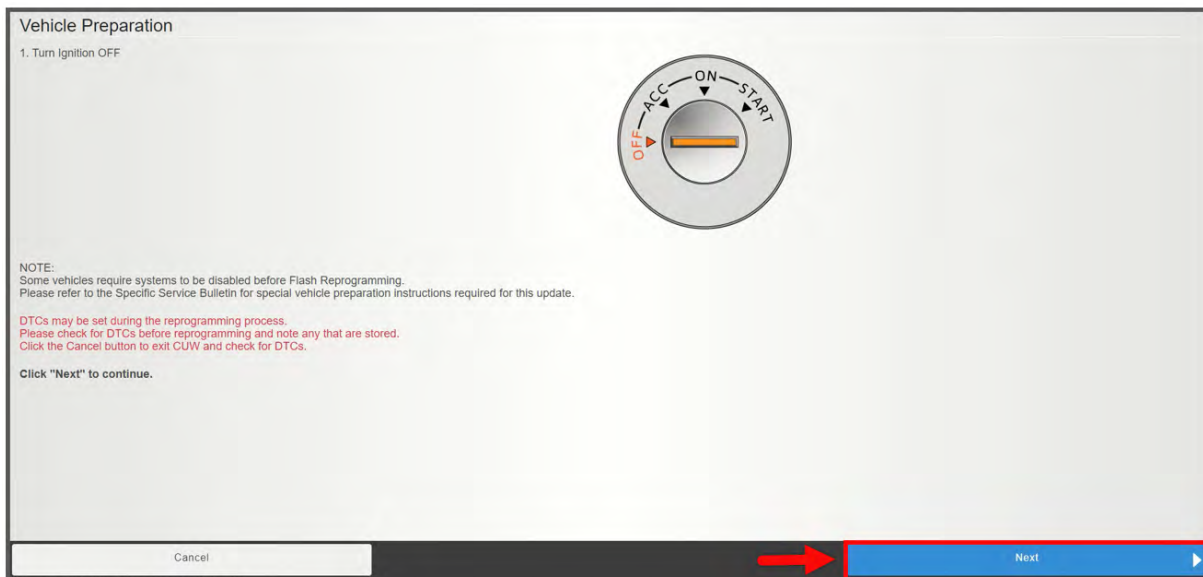 Vehicle Preparation
1. Turn Ignition OFF
OFF
ACC
ON
START
NOTE:
Some vehicles require systems to be disabled before Flash Reprogramming.
Please refer to the Specific Service Bulletin for special vehicle preparation instructions required for this update.
DTCs may be set during the reprogramming process.
Please check for DTCs before reprogramming and note any that are stored.
Click the Cancel button to exit CUW and check for DTCs.
Click "Next" to continue.
Cancel
Next